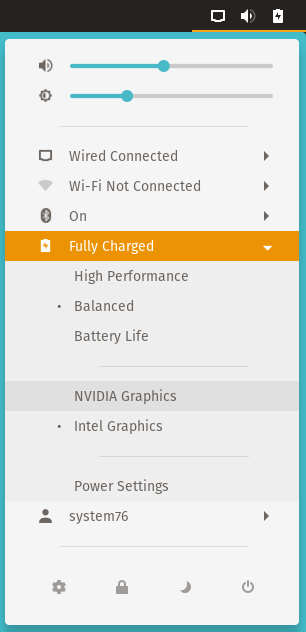 Wired Connected
Wi-Fi Not Connected
On
Fully Charged
High Performance
Balanced
Battery Life
NVIDIA Graphics
Intel Graphics
Power Settings
system76